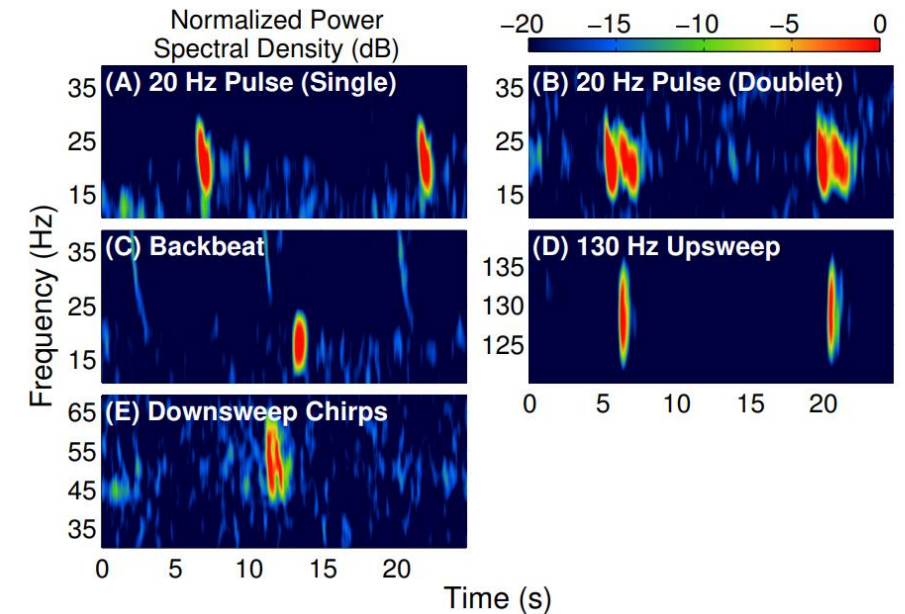 Normalized Power
Spectral Density (dB)
−20 −15 −10 −5 0
(A) 20 Hz Pulse (Single)
35
25
15
(B) 20 Hz Pulse (Doublet)
35
25
15
(C) Backbeat
35
25
15
(D) 130 Hz Upsweep
135
130
125
0 5 10 15 20
(E) Downsweep Chirps
65
55
45
35
0 5 10 15 20
Frequency (Hz)
Time (s)